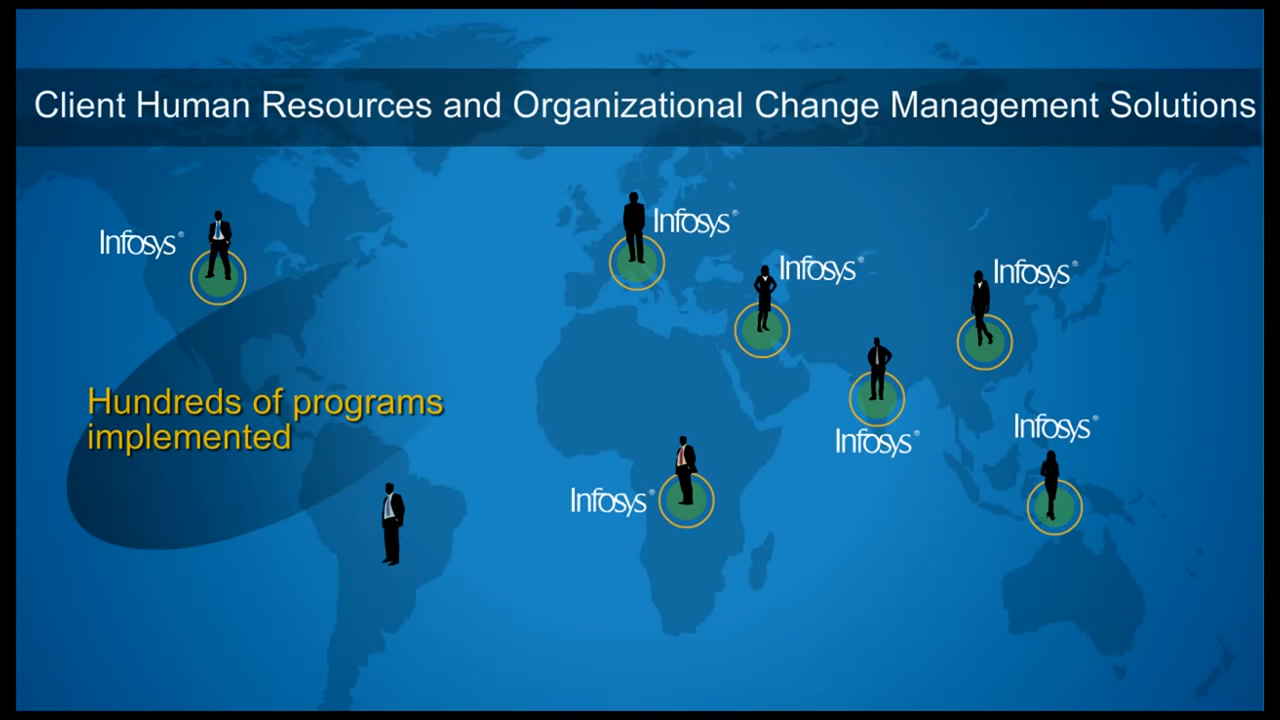 Client Human Resources and Organizational Change Management Solutions
Infosys®
Infosys®
Infosys®
Infosys®
Hundreds of programs
implemented
Infosys®
Infosys®
Infosys®